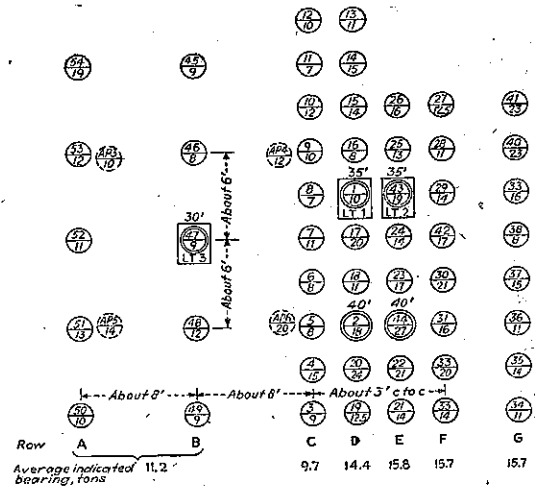 12/10 13/11
54/19 45/9 11/7 14/15
10/12 15/14 26/16 27/12.5 41/23
53/12 AP3/10 46/8 AP4/12 9/10 16/8 25/13 28/11 40/23
35' 35'
30' 8/7 1/10 43/19 29/14 33/16
LT.1 LT.2
52/11 47/9 7/11 17/20 24/14 42/17 38/8
LT.3
About 6'
About 6'
6/8 18/11 23/17 30/21 37/15
40' 40'
51/13 AP5/14 48/12 5/8 2/18 44/27 31/16 36/11
4/15 20/24 22/21 33/20 35/14
About 8' About 8' About 3' c to c
50/10 49/9 3/9 19/12.5 21/14 33/14 34/11
Row A B C D E F G
Average indicated bearing, tons 11.2 9.7 14.4 15.8 15.7 15.7